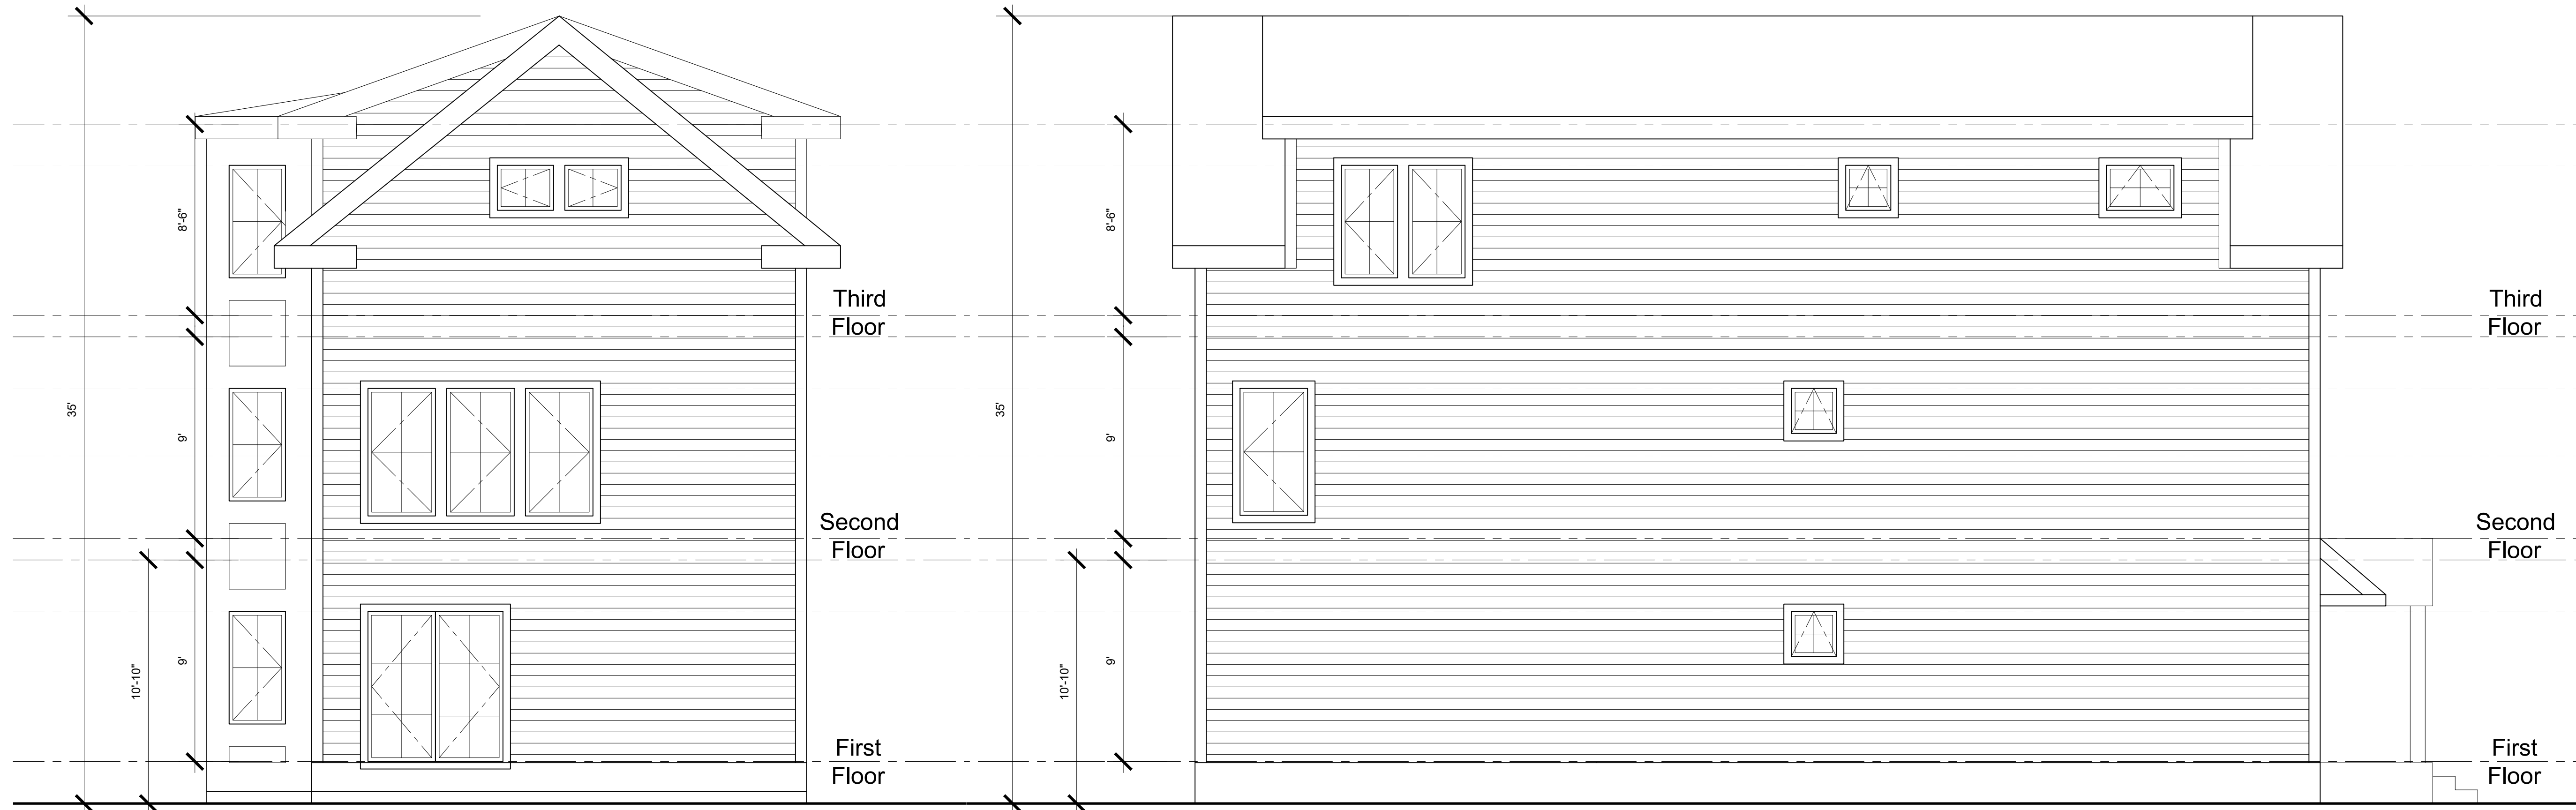 8'-6"
Third
Floor
35'
9'
Second
Floor
10'-10"
9'
First
Floor
8'-6"
Third
Floor
35'
9'
Second
Floor
10'-10"
9'
First
Floor